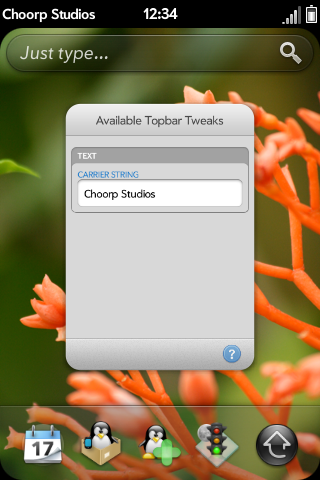 Choorp Studios 12:34
Just type...
Available Topbar Tweaks
TEXT
CARRIER STRING
Choorp Studios
?
17